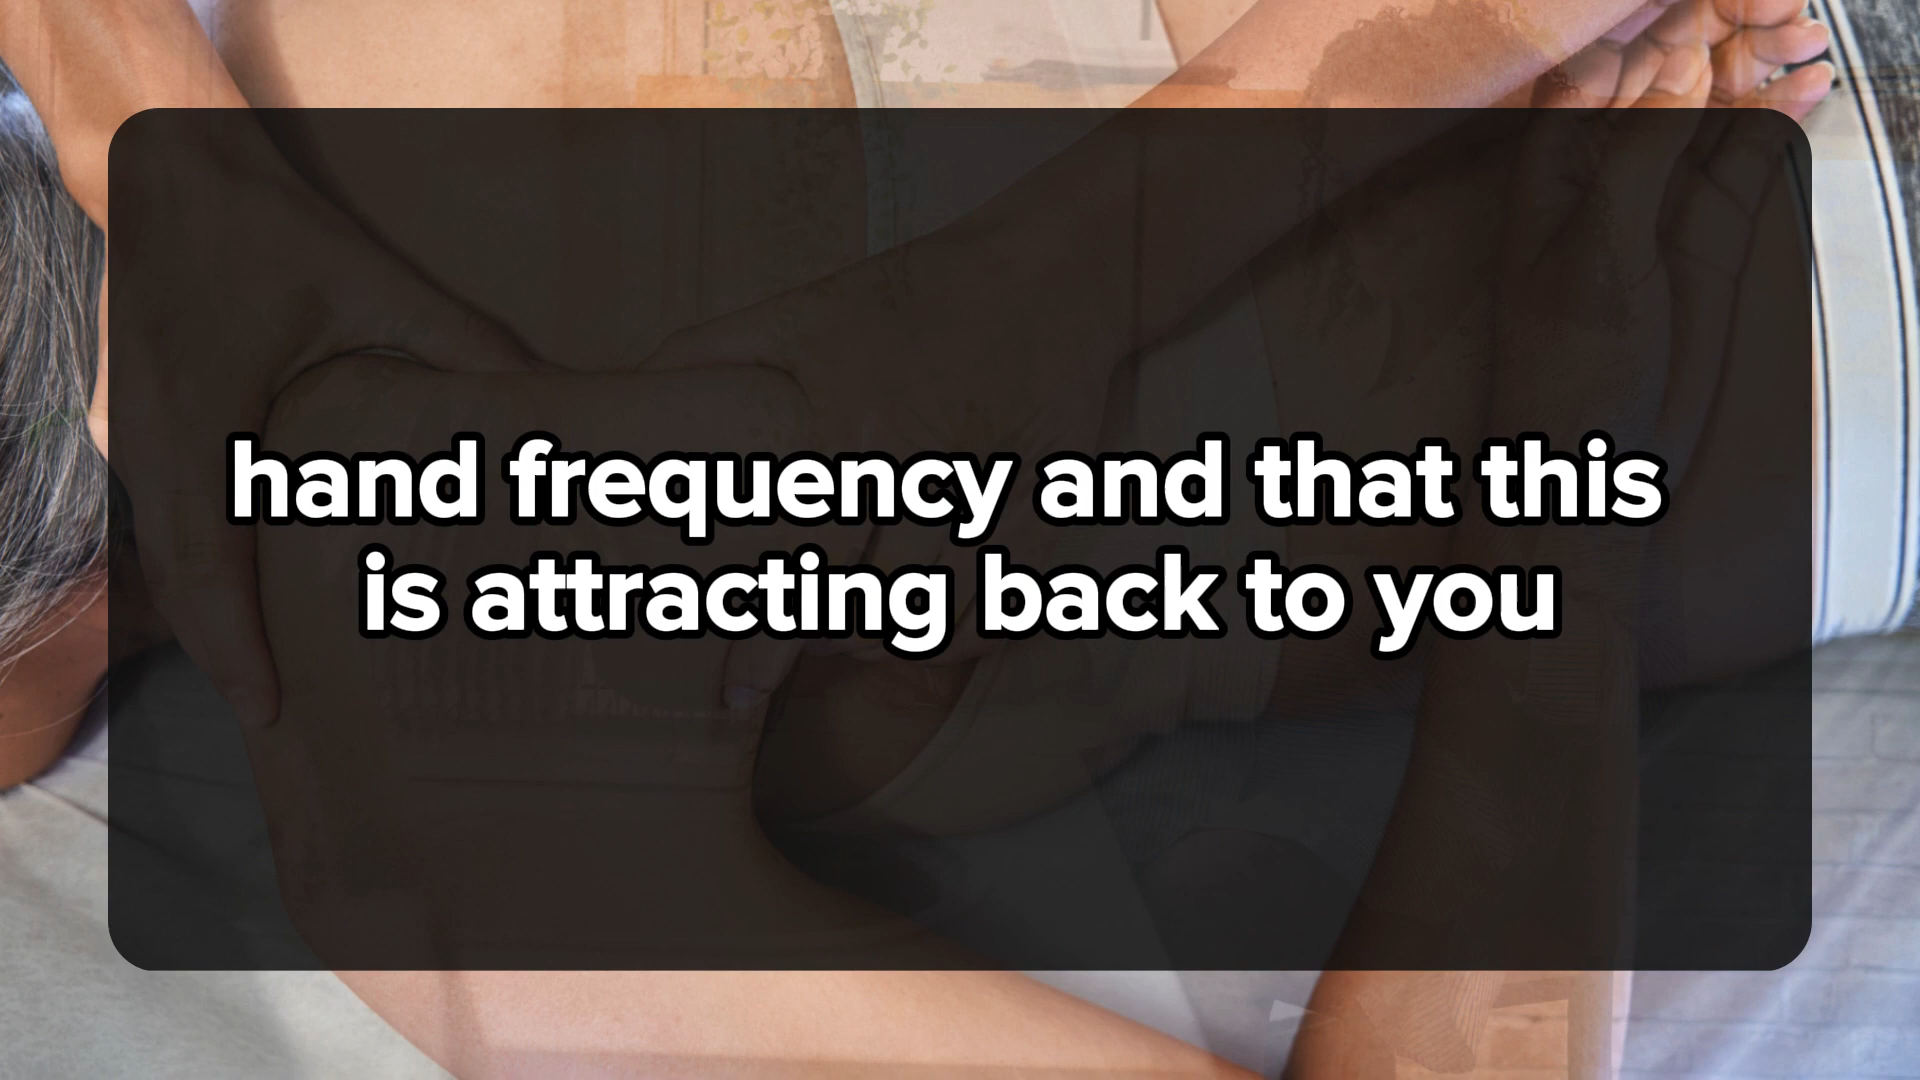 hand frequency and that this
is attracting back to you